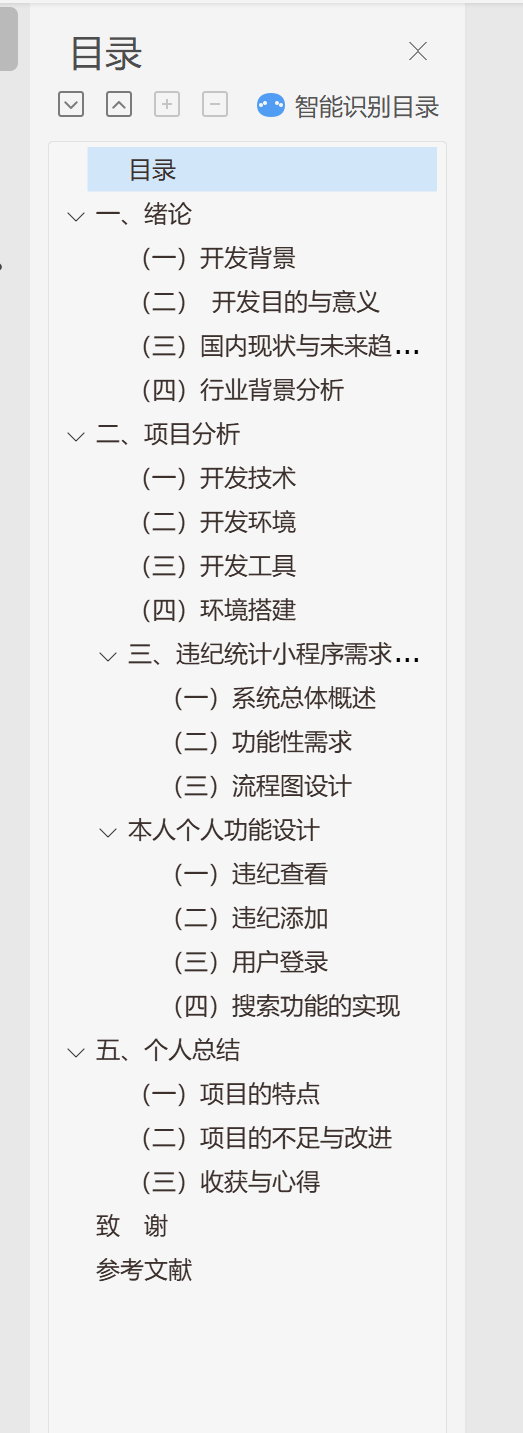 目录
智能识别目录
目录
一、绪论
（一）开发背景
（二） 开发目的与意义
（三）国内现状与未来趋...
（四）行业背景分析
二、项目分析
（一）开发技术
（二）开发环境
（三）开发工具
（四）环境搭建
三、违纪统计小程序需求...
（一）系统总体概述
（二）功能性需求
（三）流程图设计
本人个人功能设计
（一）违纪查看
（二）违纪添加
（三）用户登录
（四）搜索功能的实现
五、个人总结
（一）项目的特点
（二）项目的不足与改进
（三）收获与心得
致 谢
参考文献